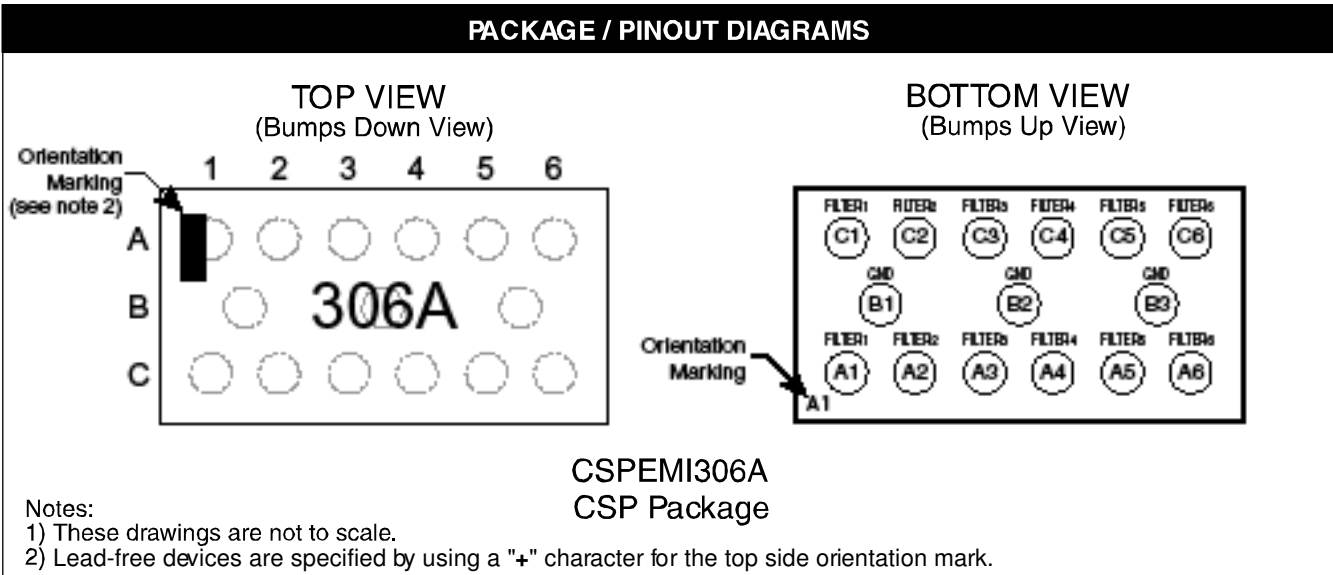 PACKAGE / PINOUT DIAGRAMS
TOP VIEW
(Bumps Down View)
Orientation
Marking
(see note 2)
1 2 3 4 5 6
A
B
C
306A
BOTTOM VIEW
(Bumps Up View)
FILTER1 FILTER2 FILTER3 FILTER4 FILTER5 FILTER6
C1 C2 C3 C4 C5 C6
GND GND GND
B1 B2 B3
FILTER1 FILTER2 FILTER3 FILTER4 FILTER5 FILTER6
A1 A2 A3 A4 A5 A6
Orientation
Marking
A1
CSPEMI306A
CSP Package
Notes:
1) These drawings are not to scale.
2) Lead-free devices are specified by using a "+" character for the top side orientation mark.